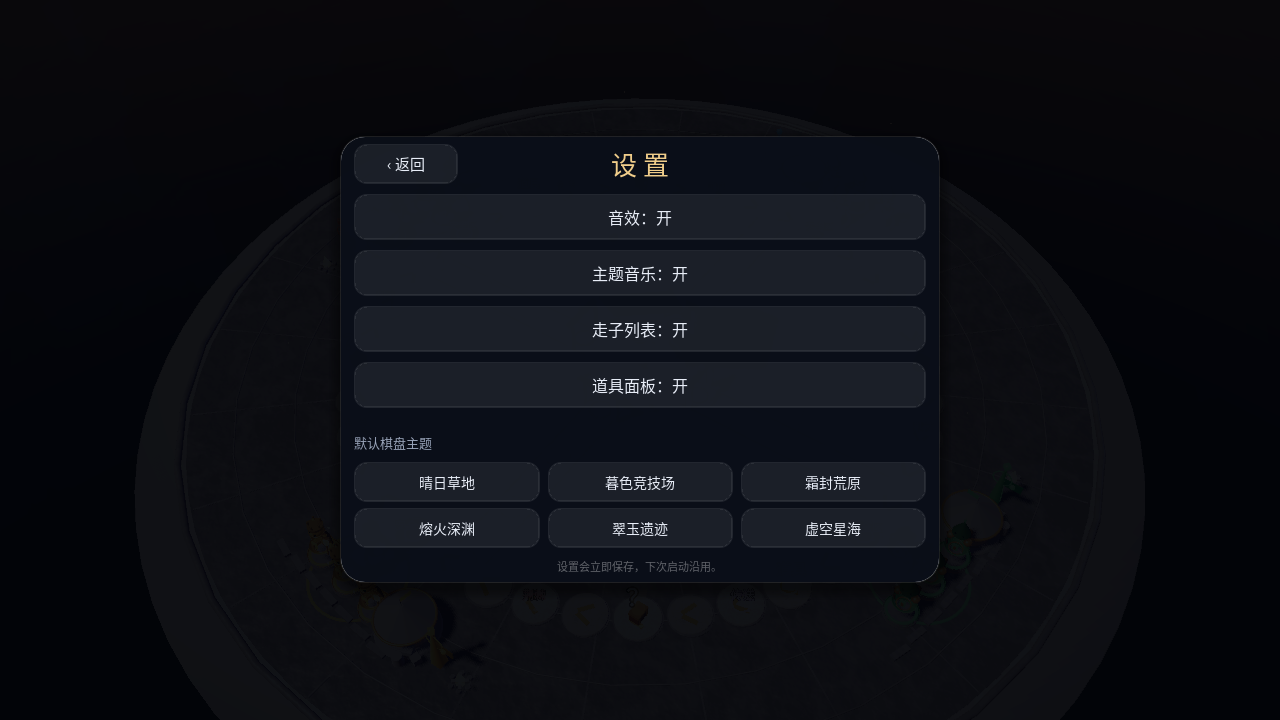 ‹ 返回
设 置
音效：开
主题音乐：开
走子列表：开
道具面板：开
默认棋盘主题
晴日草地
暮色竞技场
霜封荒原
熔火深渊
翠玉遗迹
虚空星海
设置会立即保存，下次启动沿用。